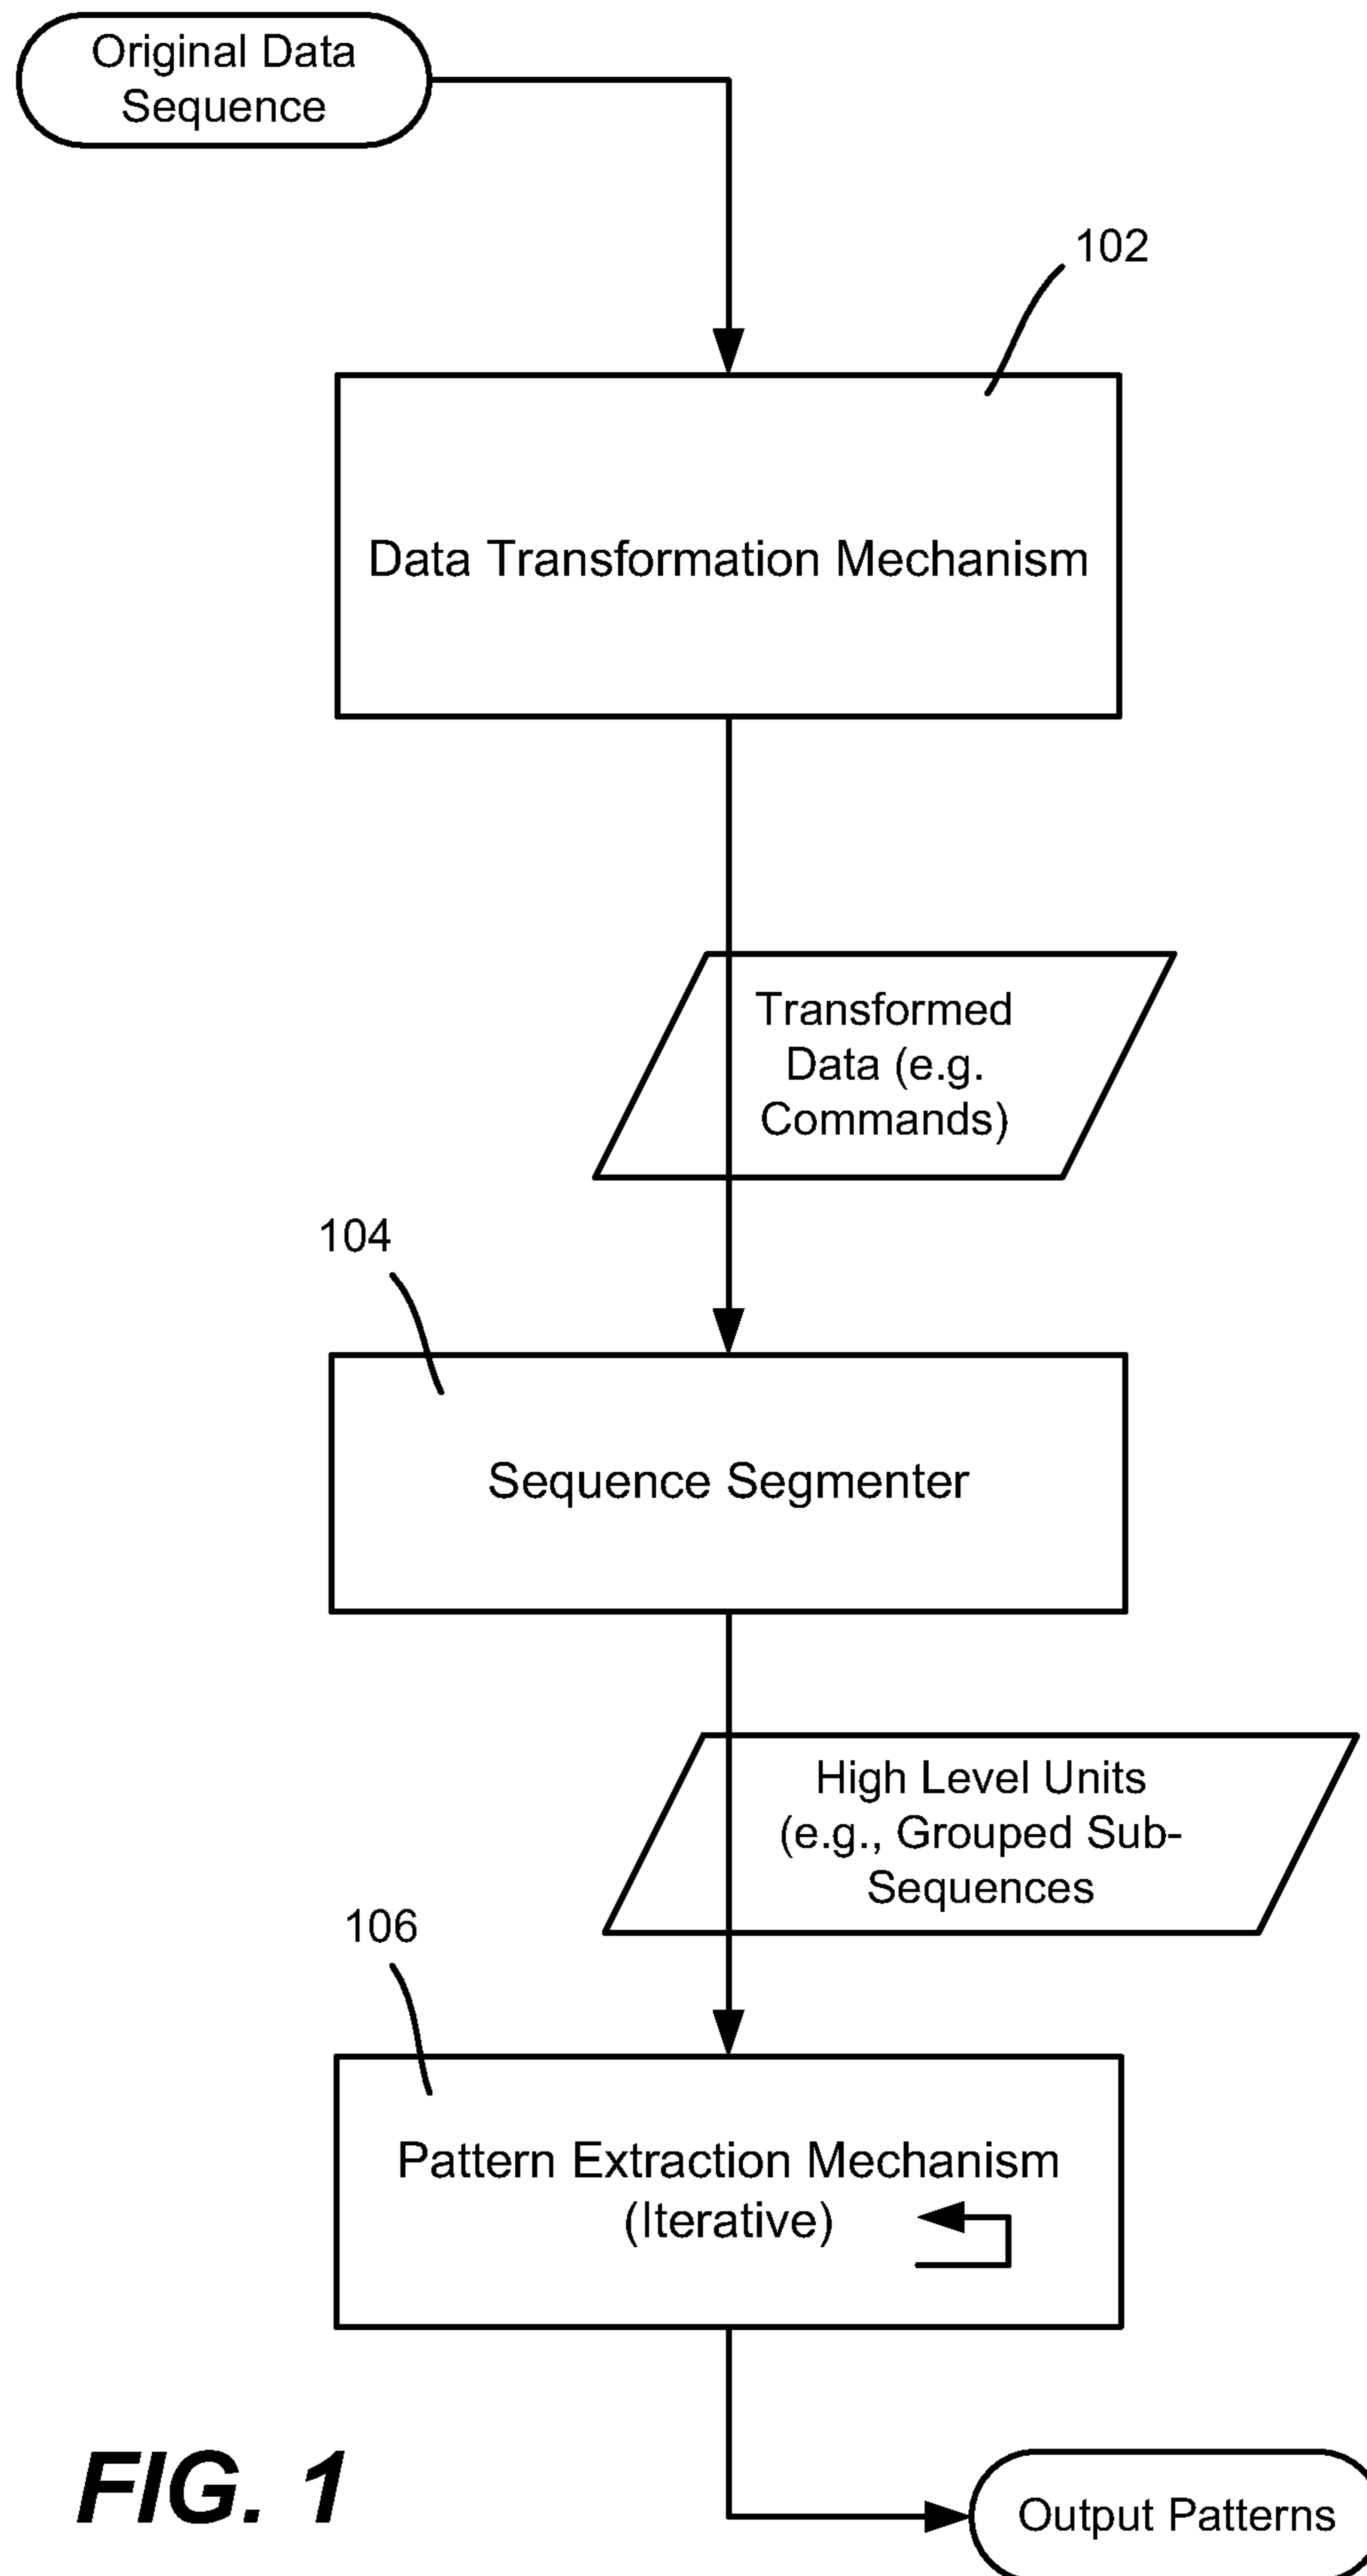 Original Data
Sequence
102
Data Transformation Mechanism
Transformed
Data (e.g.
Commands)
104
Sequence Segmenter
High Level Units
(e.g., Grouped Sub-
Sequences
106
Pattern Extraction Mechanism
(Iterative)
FIG. 1
Output Patterns